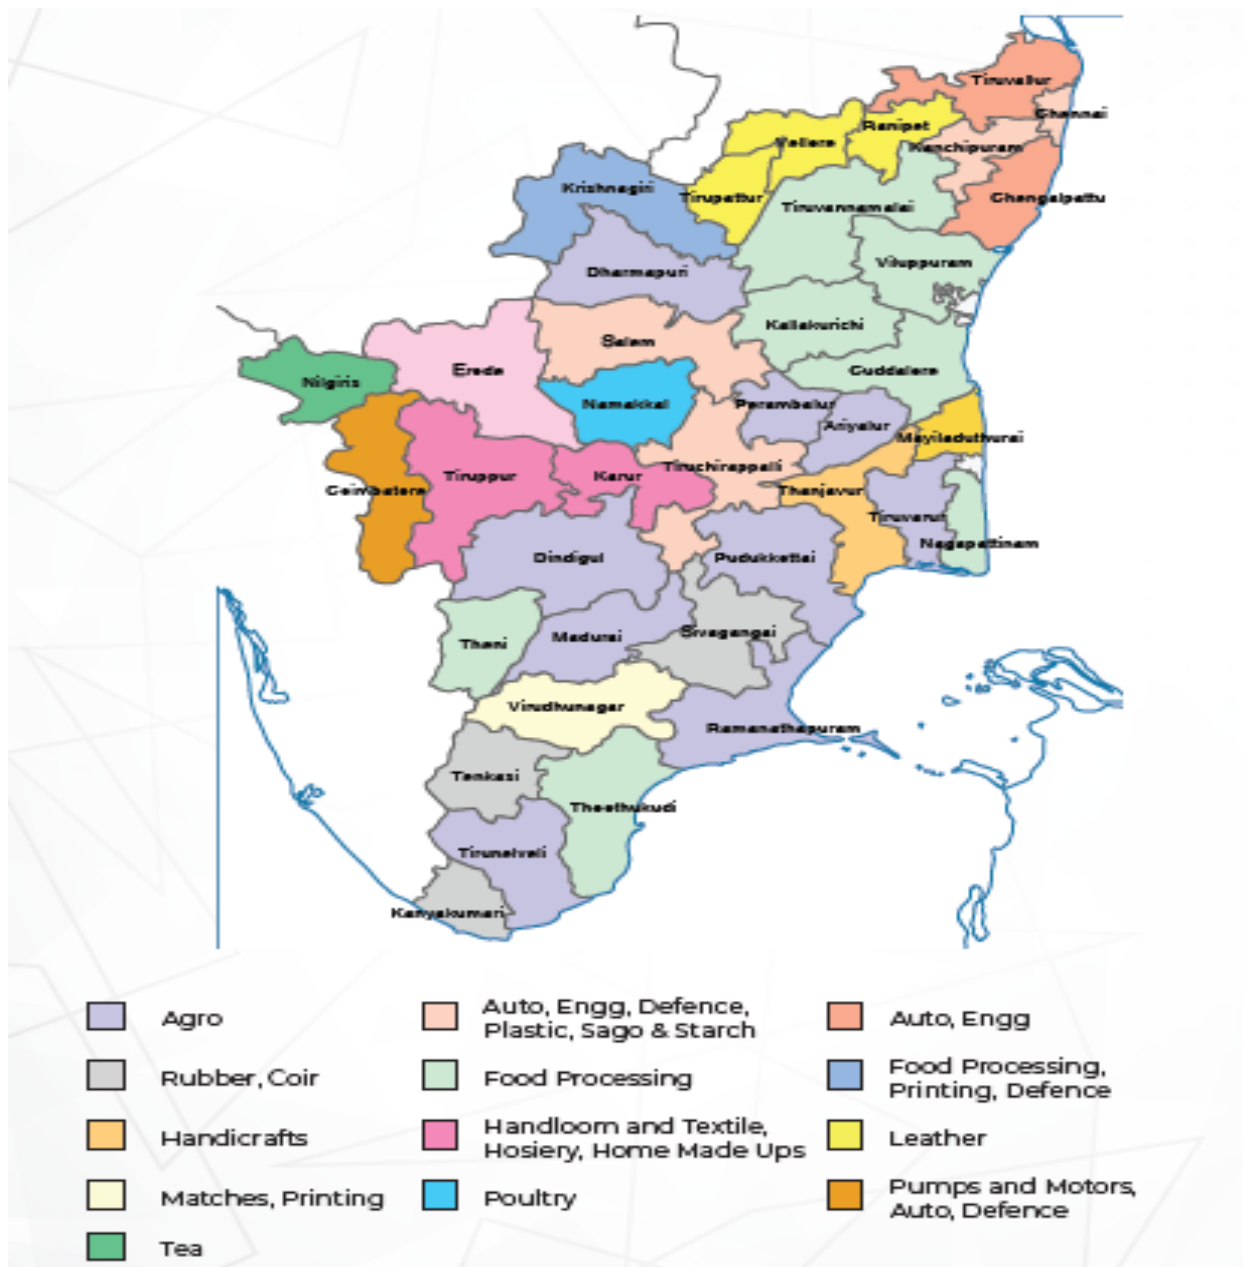 Tiruvallur
Chennai
Ranipet
Vellore
Kanchipuram
Krishnagiri
Tirupattur
Chengalpattu
Tiruvannamalai
Viluppuram
Dharmapuri
Kallakurichi
Salem
Erode
Cuddalore
Nilgiris
Namakkal
Perambalur
Ariyalur
Mayiladuthurai
Tiruchirappalli
Tiruppur
Karur
Coimbatore
Thanjavur
Tiruvarur
Nagapattinam
Dindigul
Pudukkottai
Sivagangai
Madurai
Theni
Virudhunagar
Ramanathapuram
Tenkasi
Thoothukudi
Tirunelveli
Kanyakumari
Agro
Auto, Engg, Defence,
Plastic, Sago & Starch
Auto, Engg
Rubber, Coir
Food Processing
Food Processing,
Printing, Defence
Handicrafts
Handloom and Textile,
Hosiery, Home Made Ups
Leather
Matches, Printing
Poultry
Pumps and Motors,
Auto, Defence
Tea